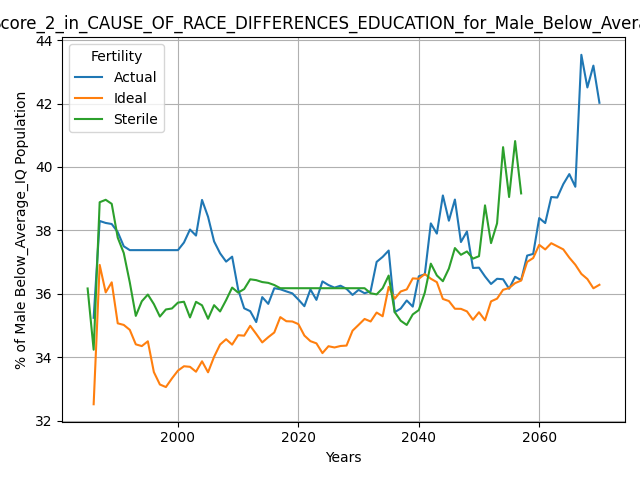 core_2_in_CAUSE_OF_RACE_DIFFERENCES_EDUCATION_for_Male_Below_Avera
44
42
40
38
36
34
32
% of Male Below_Average_IQ Population
Fertility
Actual
Ideal
Sterile
2000
2020
2040
2060
Years